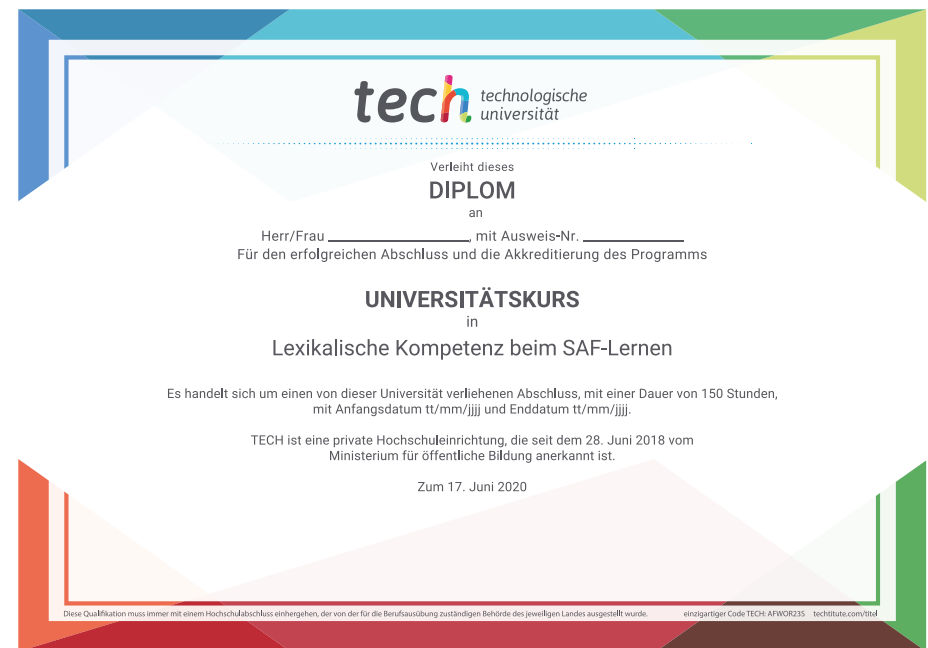 tech technologische
universität
Verleiht dieses
DIPLOM
an
Herr/Frau ____________________, mit Ausweis-Nr. ______________
Für den erfolgreichen Abschluss und die Akkreditierung des Programms
UNIVERSITÄTSKURS
in
Lexikalische Kompetenz beim SAF-Lernen
Es handelt sich um einen von dieser Universität verliehenen Abschluss, mit einer Dauer von 150 Stunden,
mit Anfangsdatum tt/mm/jjjj und Enddatum tt/mm/jjjj.
TECH ist eine private Hochschuleinrichtung, die seit dem 28. Juni 2018 vom
Ministerium für öffentliche Bildung anerkannt ist.
Zum 17. Juni 2020
Diese Qualifikation muss immer mit einem Hochschulabschluss einhergehen, der von der für die Berufsausübung zuständigen Behörde des jeweiligen Landes ausgestellt wurde. einzigartiger Code TECH: AFWOR23S techtitute.com/titel